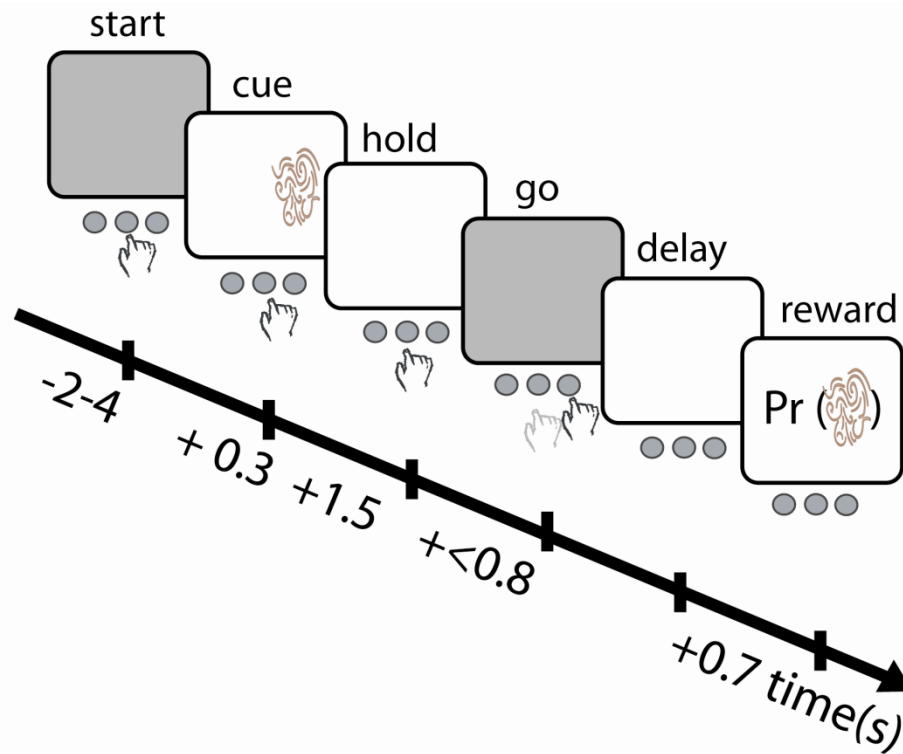 start
cue
hold
go
delay
reward
Pr ( )
-2-4
+ 0.3
+1.5
+<0.8
+0.7 time(s)